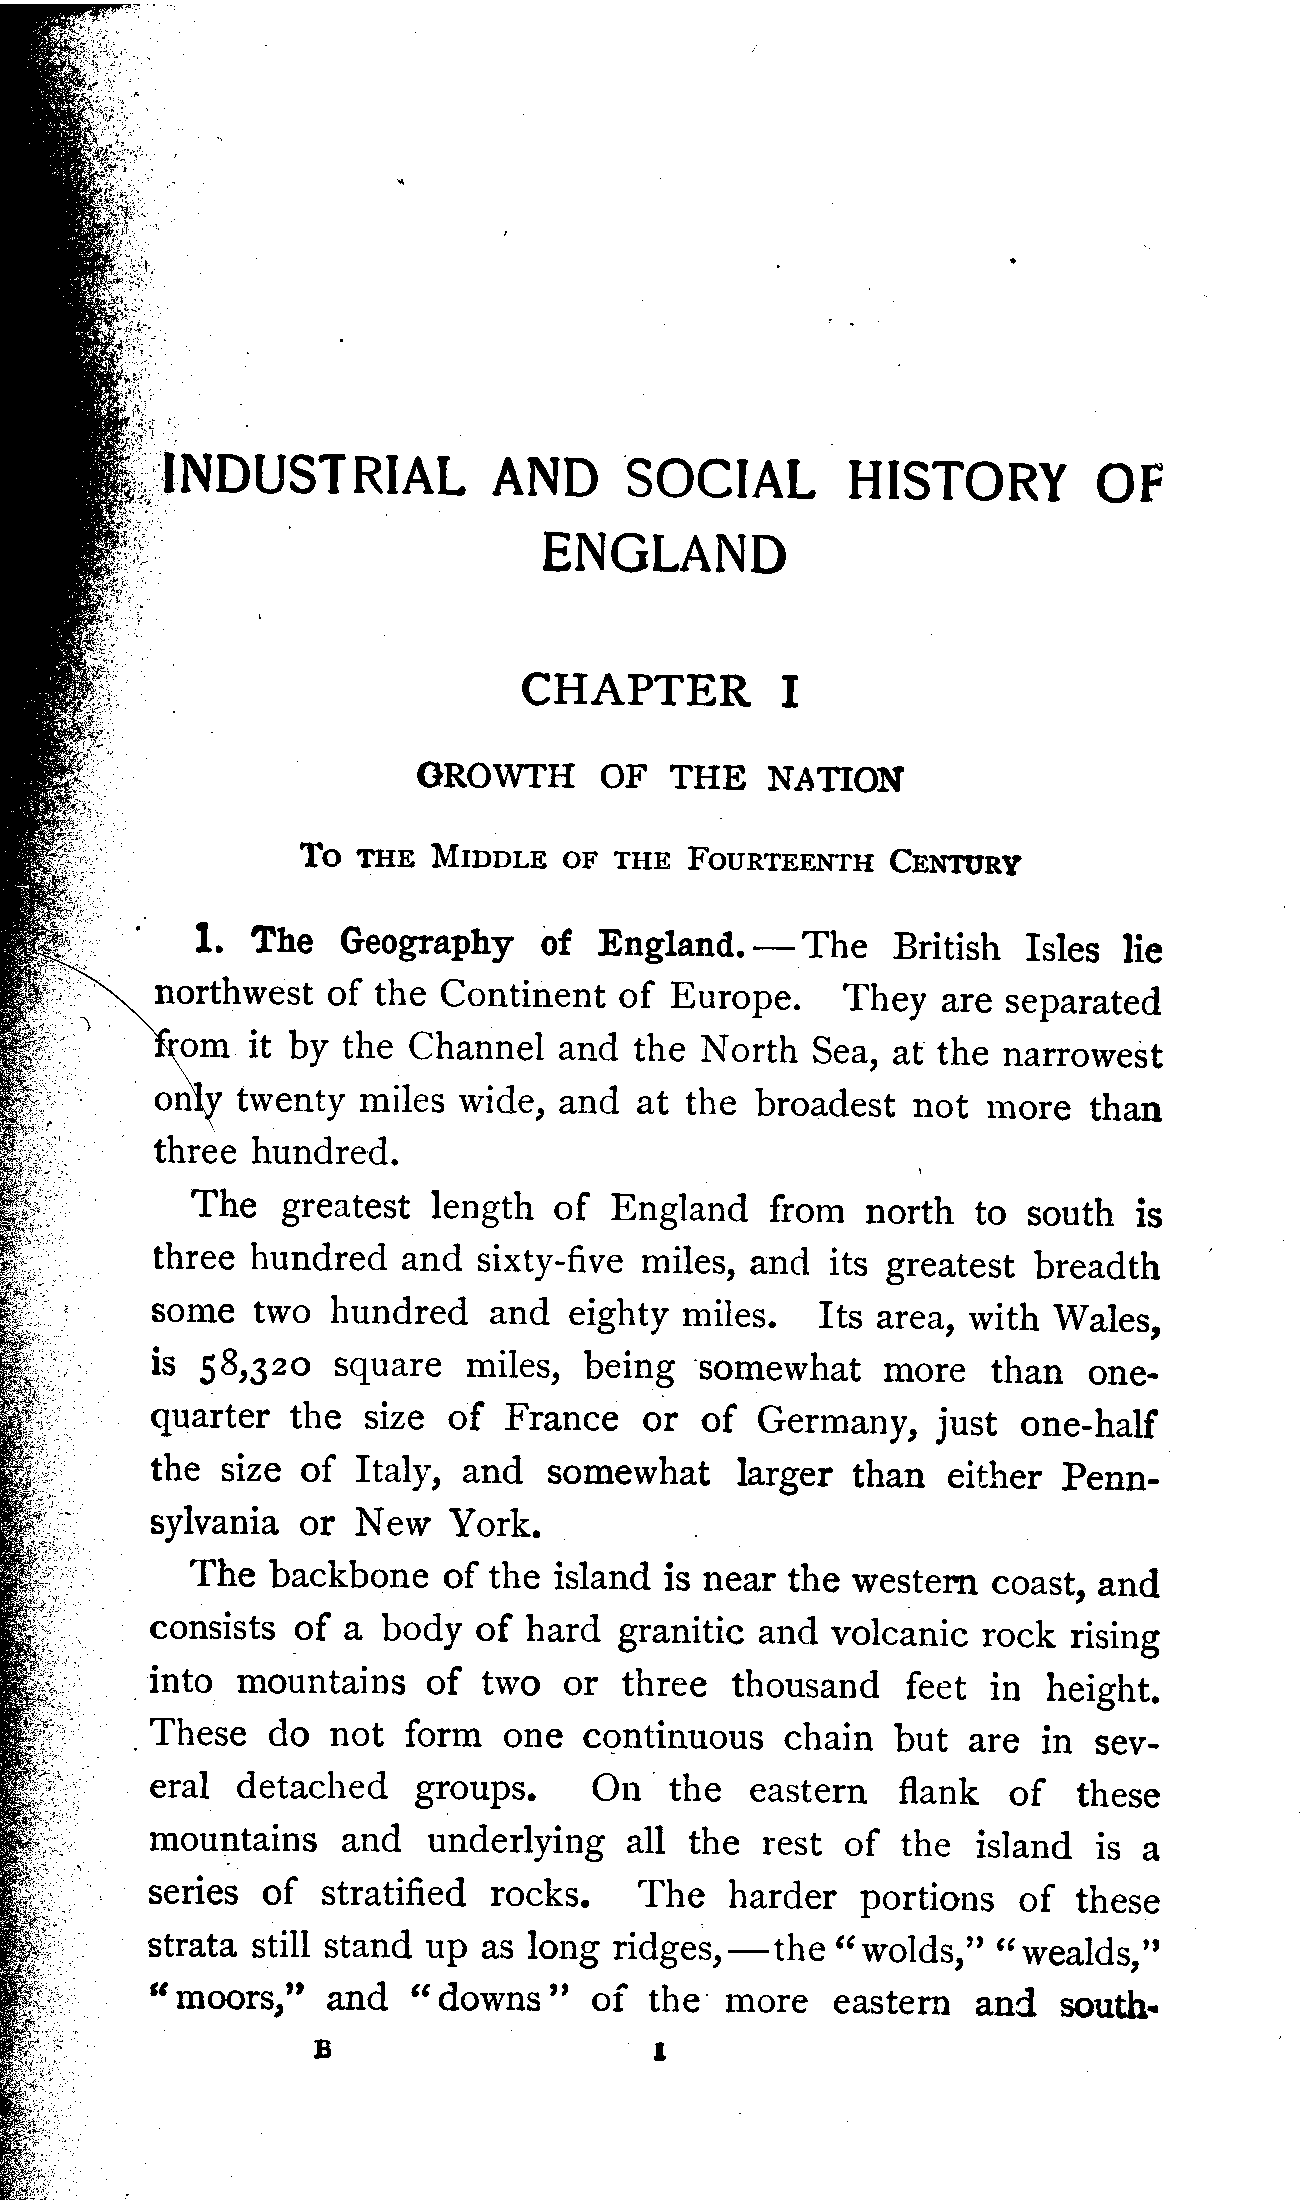 INDUSTRIAL AND SOCIAL HISTORY OF
ENGLAND
CHAPTER I
GROWTH OF THE NATION
TO THE MIDDLE OF THE FOURTEENTH CENTURY
1. The Geography of England.—The British Isles lie
northwest of the Continent of Europe. They are separated
from it by the Channel and the North Sea, at the narrowest
only twenty miles wide, and at the broadest not more than
three hundred.
The greatest length of England from north to south is
three hundred and sixty-five miles, and its greatest breadth
some two hundred and eighty miles. Its area, with Wales,
is 58,320 square miles, being somewhat more than one-
quarter the size of France or of Germany, just one-half
the size of Italy, and somewhat larger than either Penn-
sylvania or New York.
The backbone of the island is near the western coast, and
consists of a body of hard granitic and volcanic rock rising
into mountains of two or three thousand feet in height.
These do not form one continuous chain but are in sev-
eral detached groups. On the eastern flank of these
mountains and underlying all the rest of the island is a
series of stratified rocks. The harder portions of these
strata still stand up as long ridges,—the "wolds," "wealds,"
"moors," and "downs" of the more eastern and south-
B 1